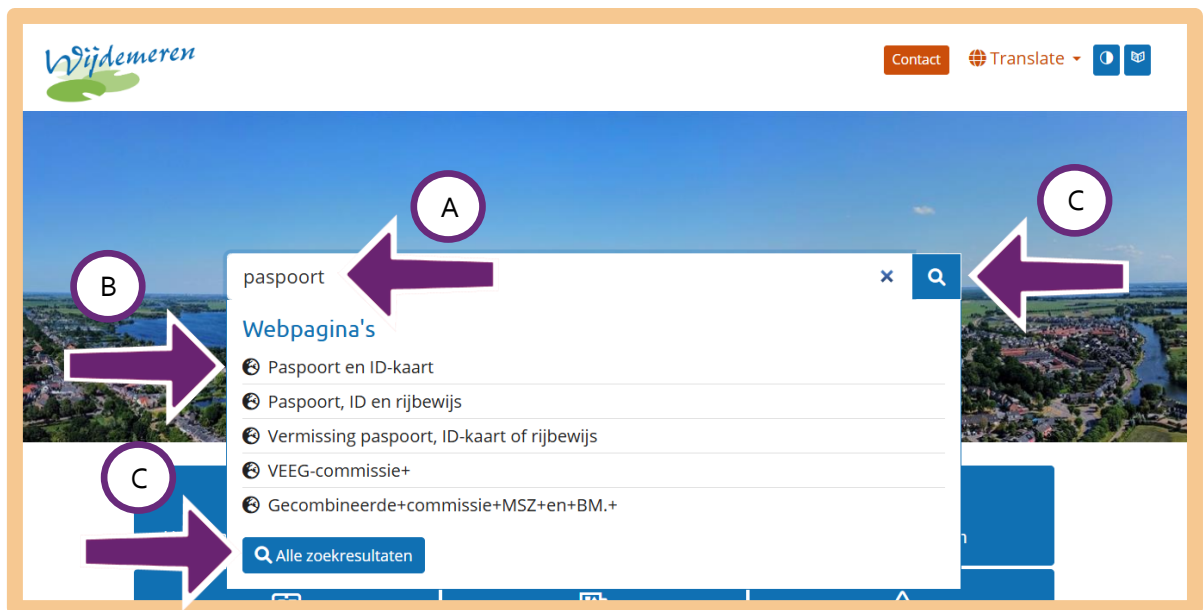 Wijdemeren
Contact
Translate
A
C
B
paspoort
Webpagina's
Paspoort en ID-kaart
Paspoort, ID en rijbewijs
Vermissing paspoort, ID-kaart of rijbewijs
VEEG-commissie+
Gecombineerde+commissie+MSZ+en+BM.+
C
Alle zoekresultaten